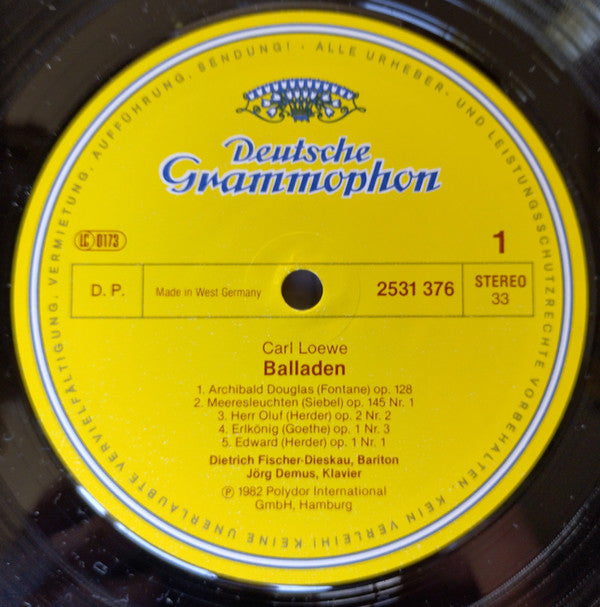 ALLE URHEBER- UND LEISTUNGSSCHUTZRECHTE VORBEHALTEN. KEIN VERLEIH! KEINE UNERLAUBTE VERVIELFÄLTIGUNG, VERMIETUNG, AUFFÜHRUNG, SENDUNG! -
Deutsche
Grammophon
LC 0173
1
D. P.
Made in West Germany
2531 376
STEREO
33
Carl Loewe
Balladen
1. Archibald Douglas (Fontane) op. 128
2. Meeresleuchten (Siebel) op. 145 Nr. 1
3. Herr Oluf (Herder) op. 2 Nr. 2
4. Erlkönig (Goethe) op. 1 Nr. 3
5. Edward (Herder) op. 1 Nr. 1
Dietrich Fischer-Dieskau, Bariton
Jörg Demus, Klavier
℗ 1982 Polydor International
GmbH, Hamburg